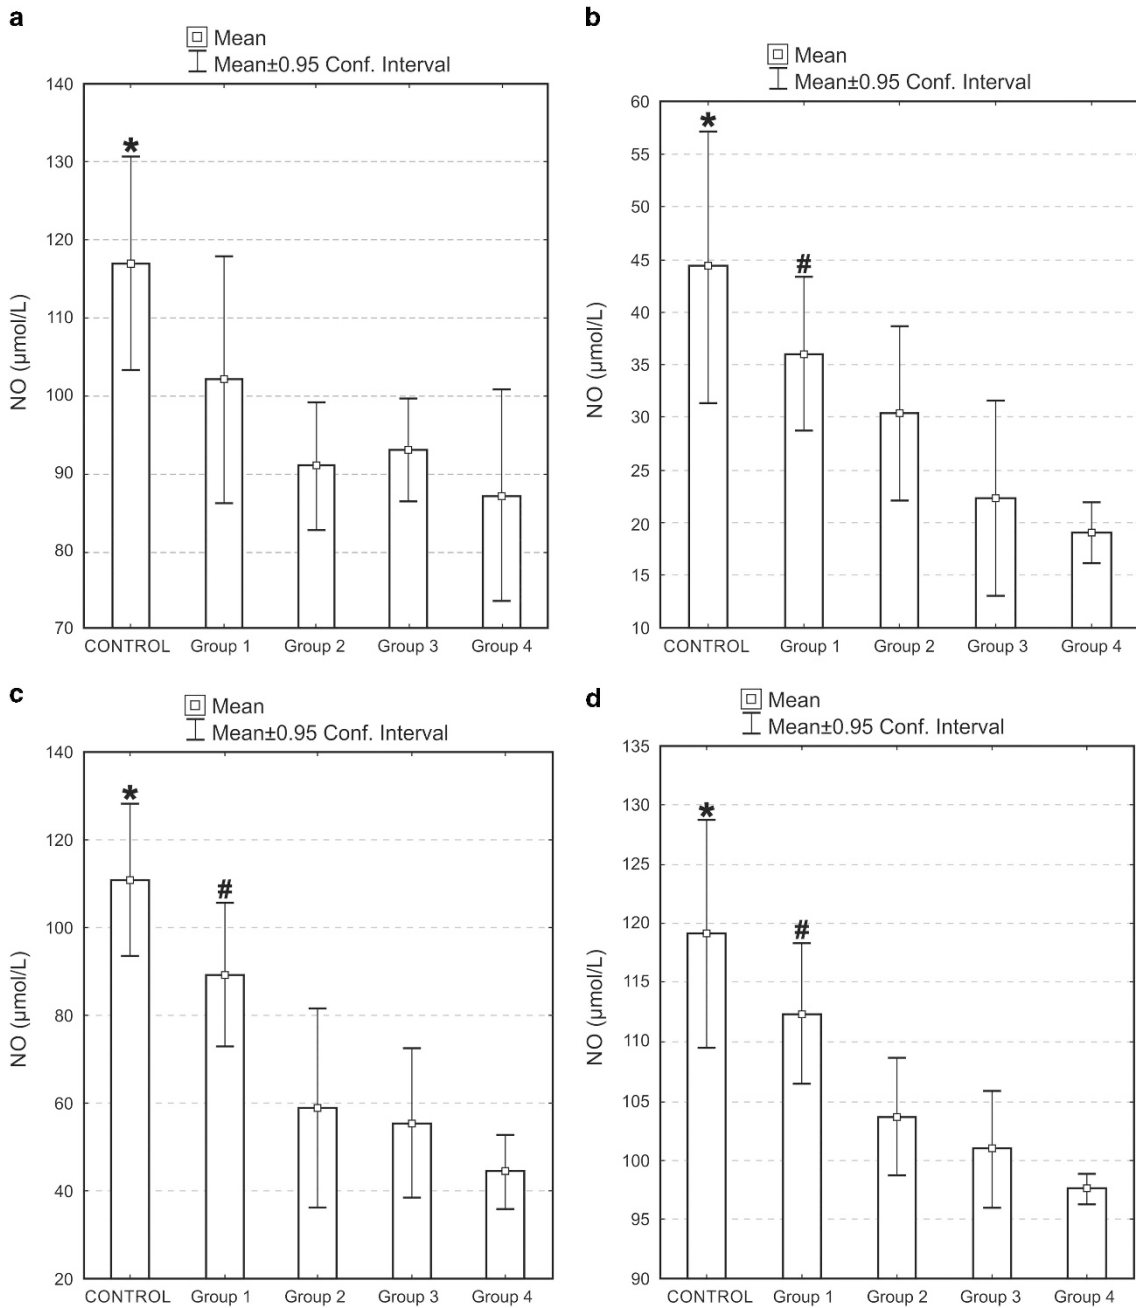 a
Mean
Mean±0.95 Conf. Interval
140
130
120
110
100
90
80
70
NO (µmol/L)
*
CONTROL Group 1 Group 2 Group 3 Group 4
b
Mean
Mean±0.95 Conf. Interval
60
55
50
45
40
35
30
25
20
15
10
NO (µmol/L)
*
#
CONTROL Group 1 Group 2 Group 3 Group 4
c
Mean
Mean±0.95 Conf. Interval
140
120
100
80
60
40
20
NO (µmol/L)
*
#
CONTROL Group 1 Group 2 Group 3 Group 4
d
Mean
Mean±0.95 Conf. Interval
135
130
125
120
115
110
105
100
95
90
NO (µmol/L)
*
#
CONTROL Group 1 Group 2 Group 3 Group 4